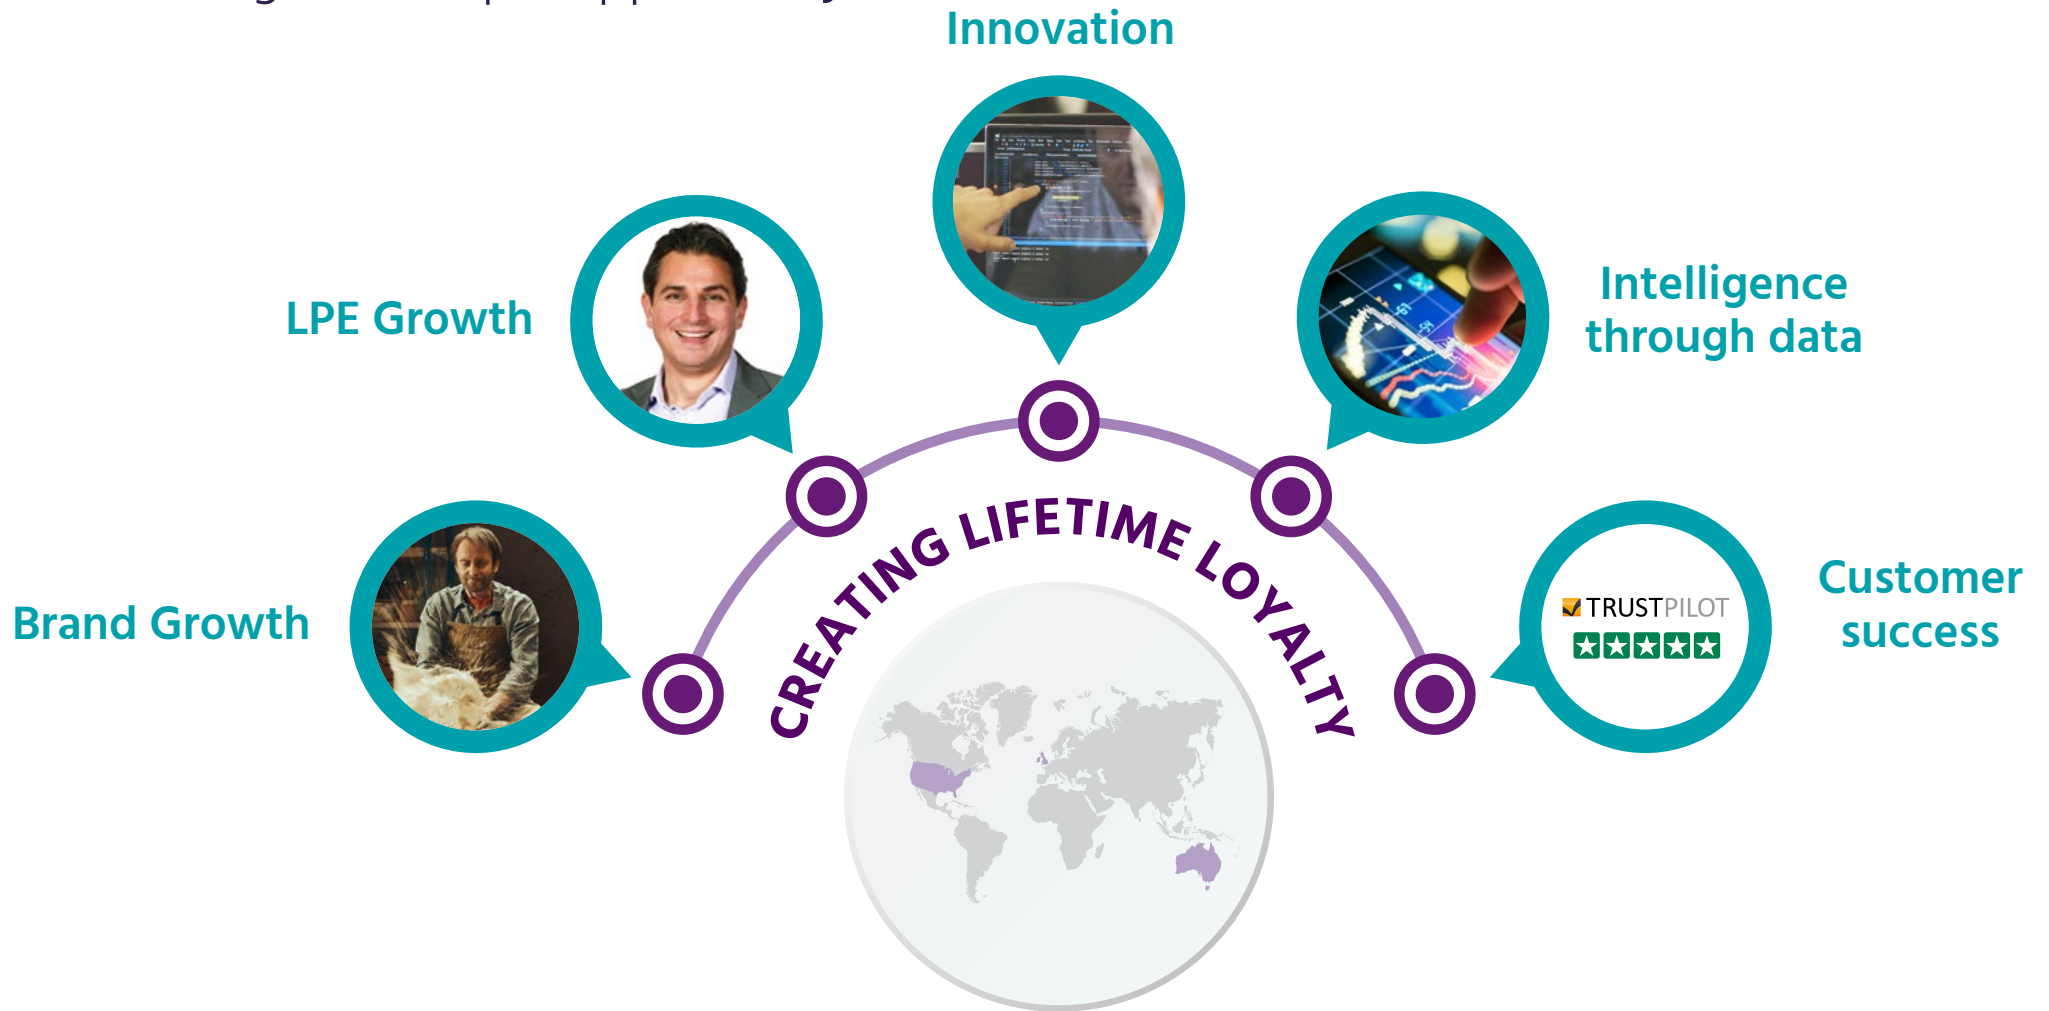 Innovation
LPE Growth
Intelligence
through data
Brand Growth
CREATING LIFETIME LOYALTY
Customer
success
TRUSTPILOT